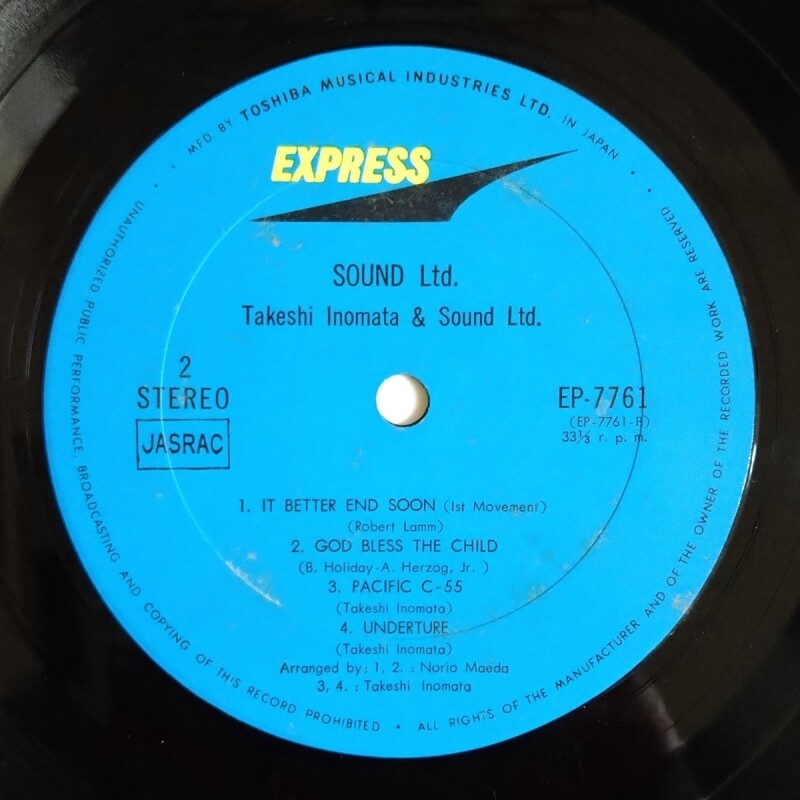 MFD. BY TOSHIBA MUSICAL INDUSTRIES LTD. IN JAPAN
EXPRESS
SOUND Ltd.
Takeshi Inomata & Sound Ltd.
2
STEREO
JASRAC
EP-7761
(EP-7761-B)
33⅓ r. p. m.
1. IT BETTER END SOON (1st Movement)
(Robert Lamm)
2. GOD BLESS THE CHILD
(B. Holiday-A. Herzog, Jr. )
3. PACIFIC C-55
(Takeshi Inomata)
4. UNDERTURE
(Takeshi Inomata)
Arranged by: 1, 2. : Norio Maeda
3, 4. : Takeshi Inomata
UNAUTHORIZED PUBLIC PERFORMANCE, BROADCASTING AND COPYING OF THIS RECORD PROHIBITED • ALL RIGHTS OF THE MANUFACTURER AND OF THE OWNER OF THE RECORDED WORK ARE RESERVED